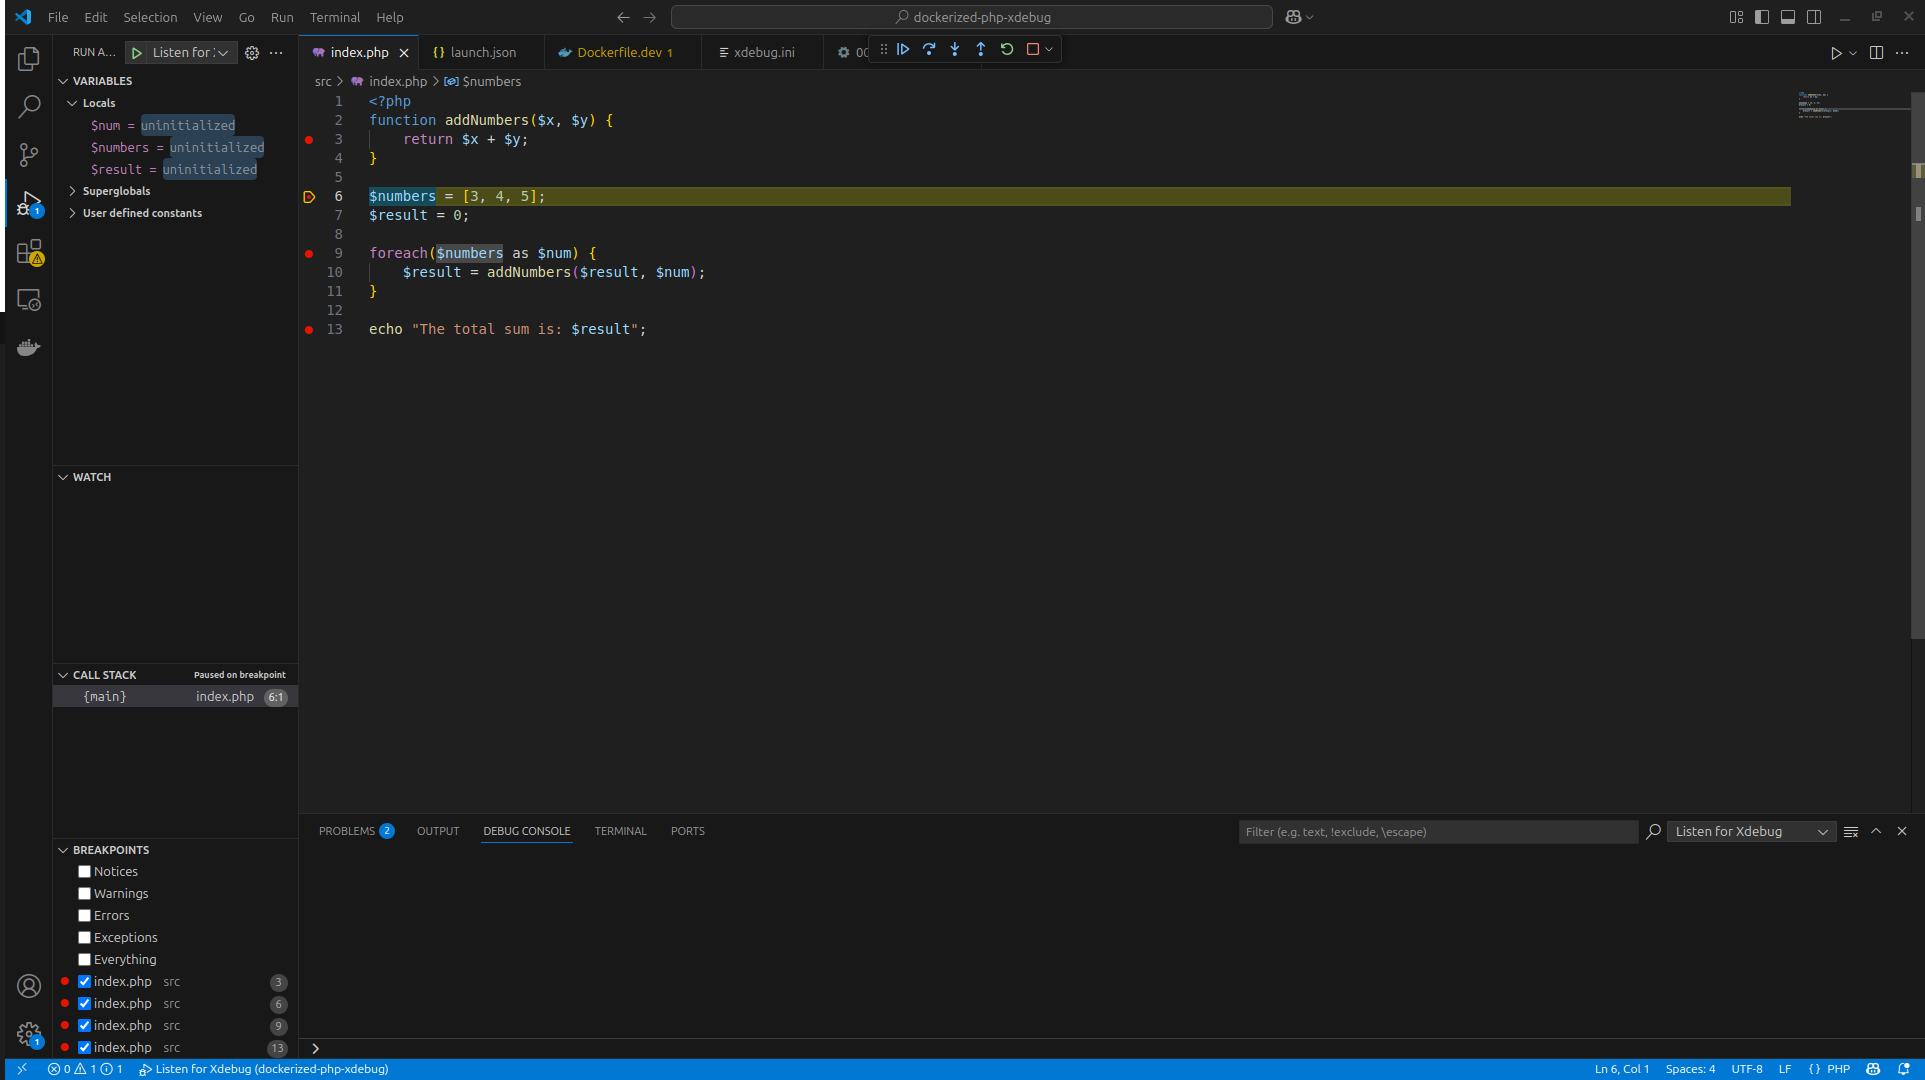 File Edit Selection View Go Run Terminal Help
dockerized-php-xdebug
RUN A... Listen for
index.php
launch.json
Dockerfile.dev 1
xdebug.ini
src > index.php > $numbers
VARIABLES
Locals
$num = uninitialized
$numbers = uninitialized
$result = uninitialized
Superglobals
User defined constants
WATCH
CALL STACK Paused on breakpoint
{main} index.php 6:1
BREAKPOINTS
Notices
Warnings
Errors
Exceptions
Everything
index.php src 3
index.php src 6
index.php src 9
index.php src 13
1 <?php
2 function addNumbers($x, $y) {
3 return $x + $y;
4 }
5
6 $numbers = [3, 4, 5];
7 $result = 0;
8
9 foreach($numbers as $num) {
10 $result = addNumbers($result, $num);
11 }
12
13 echo "The total sum is: $result";
PROBLEMS 2 OUTPUT DEBUG CONSOLE TERMINAL PORTS
Filter (e.g. text, !exclude, \escape)
Listen for Xdebug
1
1
0 1 1 Listen for Xdebug (dockerized-php-xdebug)
Ln 6, Col 1 Spaces: 4 UTF-8 LF {} PHP